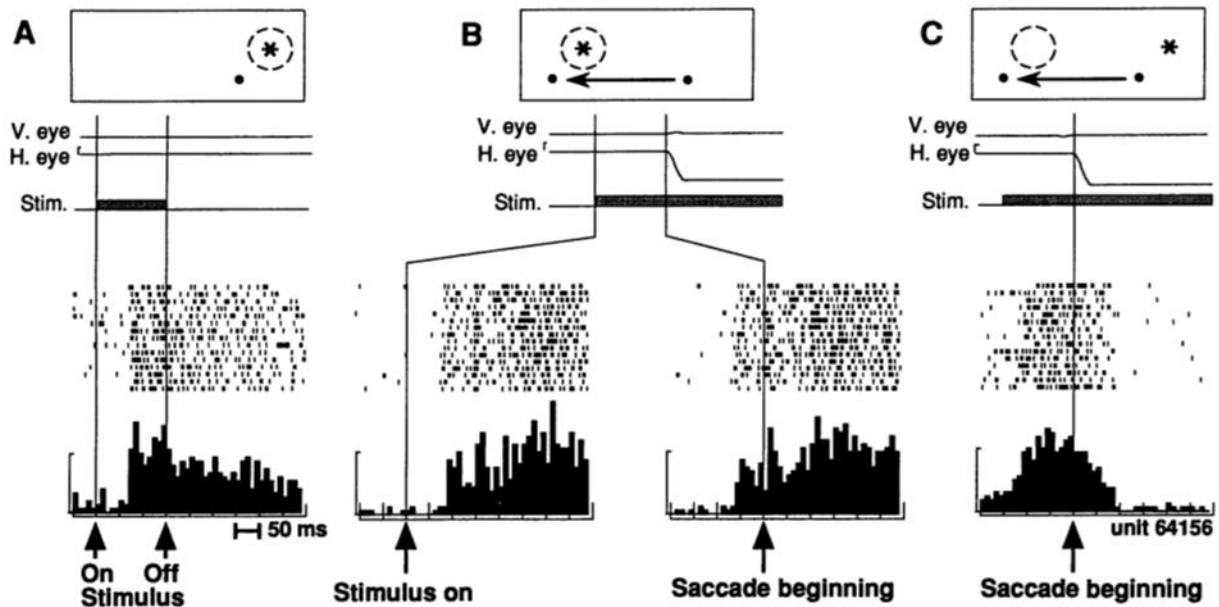 A
B
C
V. eye
H. eye
Stim.
V. eye
H. eye
Stim.
V. eye
H. eye
Stim.
50 ms
On Off
Stimulus
Stimulus on
Saccade beginning
unit 64156
Saccade beginning